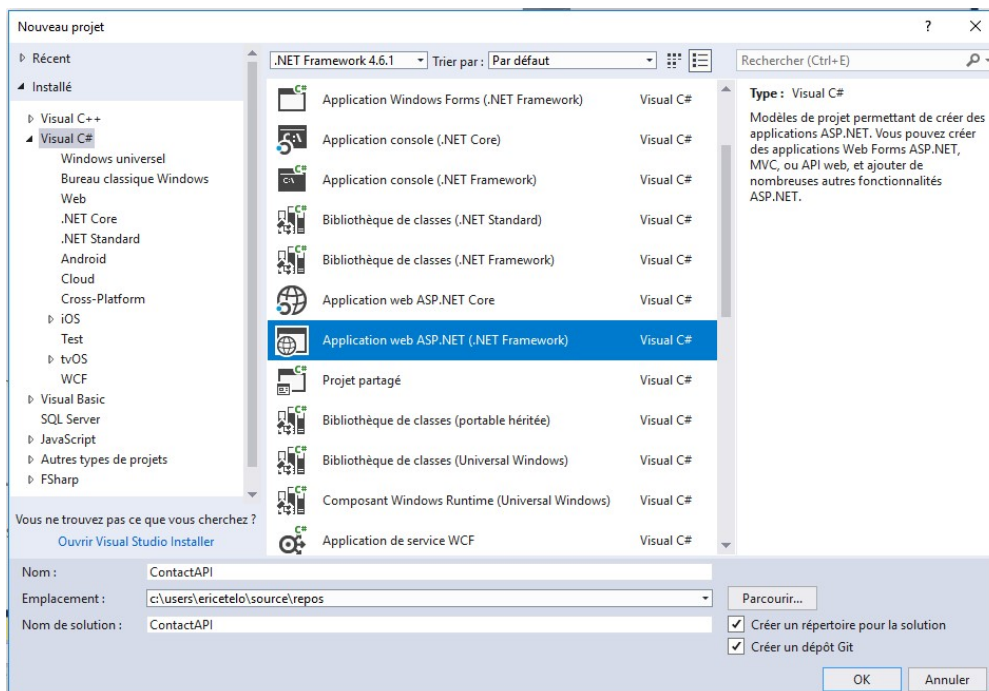 Nouveau projet
? ×
Récent
Installé
Visual C++
Visual C#
Windows universel
Bureau classique Windows
Web
.NET Core
.NET Standard
Android
Cloud
Cross-Platform
iOS
Test
tvOS
WCF
Visual Basic
SQL Server
JavaScript
Autres types de projets
FSharp
Vous ne trouvez pas ce que vous cherchez ?
Ouvrir Visual Studio Installer
.NET Framework 4.6.1 Trier par : Par défaut
Application Windows Forms (.NET Framework) Visual C#
Application console (.NET Core) Visual C#
Application console (.NET Framework) Visual C#
Bibliothèque de classes (.NET Standard) Visual C#
Bibliothèque de classes (.NET Framework) Visual C#
Application web ASP.NET Core Visual C#
Application web ASP.NET (.NET Framework) Visual C#
Projet partagé Visual C#
Bibliothèque de classes (portable héritée) Visual C#
Bibliothèque de classes (Universal Windows) Visual C#
Composant Windows Runtime (Universal Windows) Visual C#
Application de service WCF Visual C#
Rechercher (Ctrl+E)
Type : Visual C#
Modèles de projet permettant de créer des
applications ASP.NET. Vous pouvez créer
des applications Web Forms ASP.NET,
MVC, ou API web, et ajouter de
nombreuses autres fonctionnalités
ASP.NET.
Nom : ContactAPI
Emplacement : c:\users\ericetelo\source\repos
Parcourir...
Nom de solution : ContactAPI
Créer un répertoire pour la solution
Créer un dépôt Git
OK Annuler